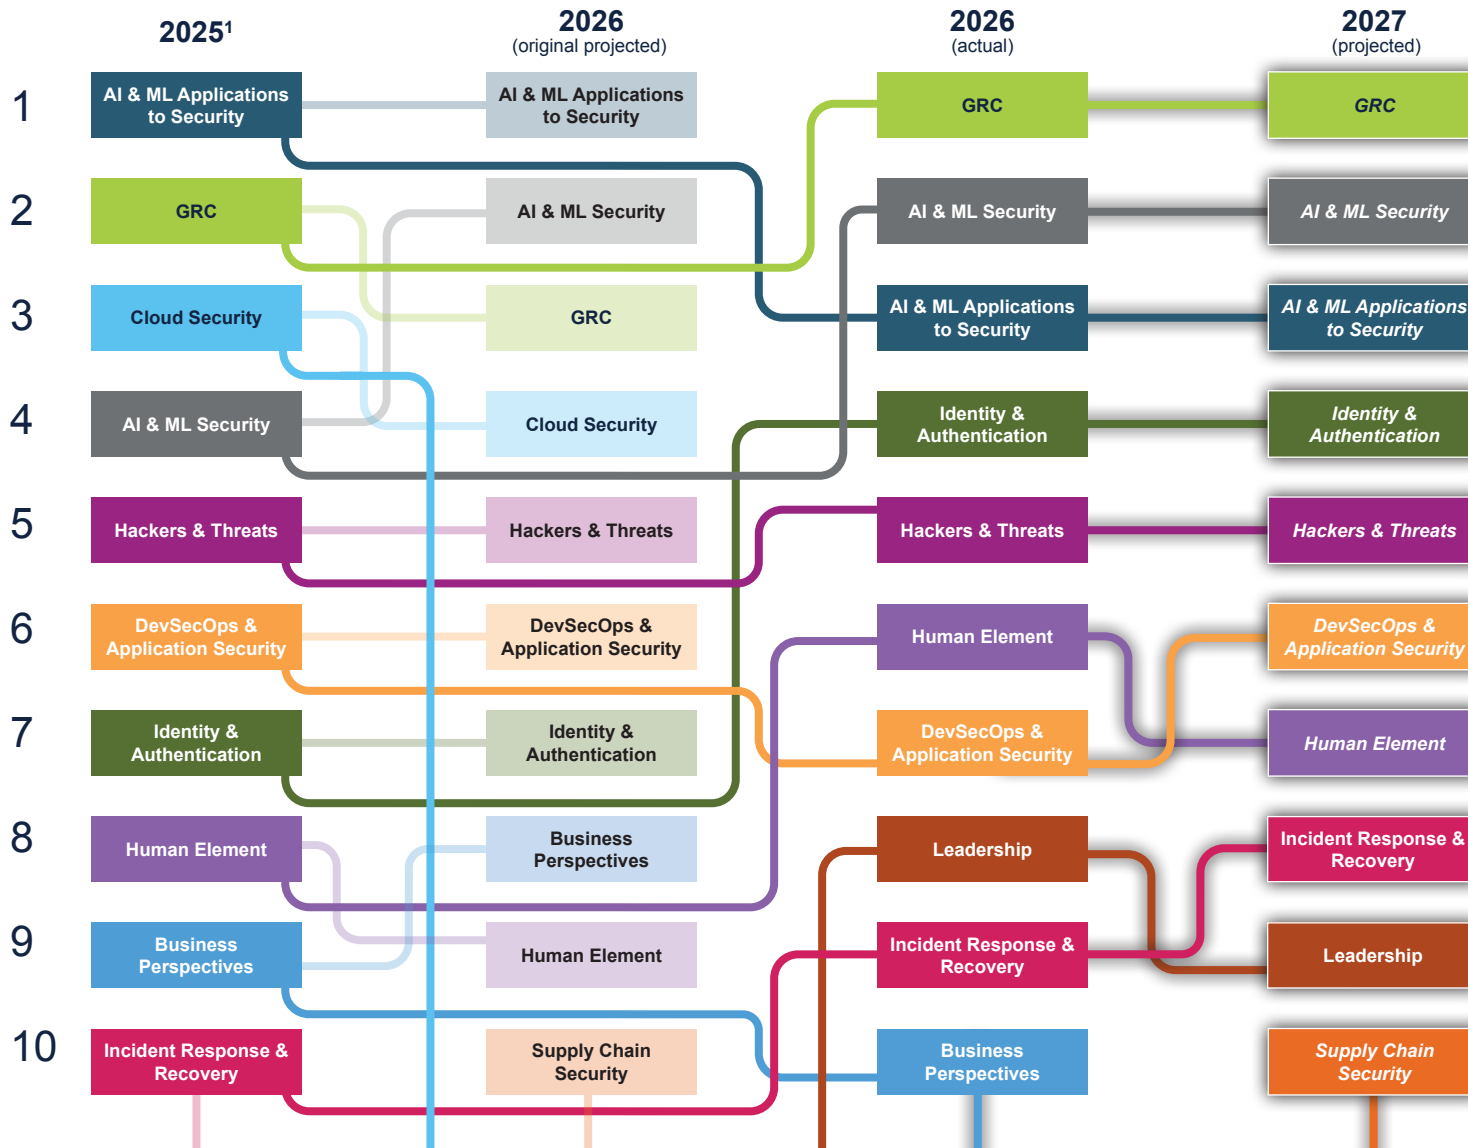 2025¹
2026
(original projected)
2026
(actual)
2027
(projected)
1
AI & ML Applications
to Security
AI & ML Applications
to Security
GRC
GRC
2
GRC
AI & ML Security
AI & ML Security
AI & ML Security
3
Cloud Security
GRC
AI & ML Applications
to Security
AI & ML Applications
to Security
4
AI & ML Security
Cloud Security
Identity &
Authentication
Identity &
Authentication
5
Hackers & Threats
Hackers & Threats
Hackers & Threats
Hackers & Threats
6
DevSecOps &
Application Security
DevSecOps &
Application Security
Human Element
DevSecOps &
Application Security
7
Identity &
Authentication
Identity &
Authentication
DevSecOps &
Application Security
Human Element
8
Human Element
Business
Perspectives
Leadership
Incident Response &
Recovery
9
Business
Perspectives
Human Element
Incident Response &
Recovery
Leadership
10
Incident Response &
Recovery
Supply Chain
Security
Business
Perspectives
Supply Chain
Security